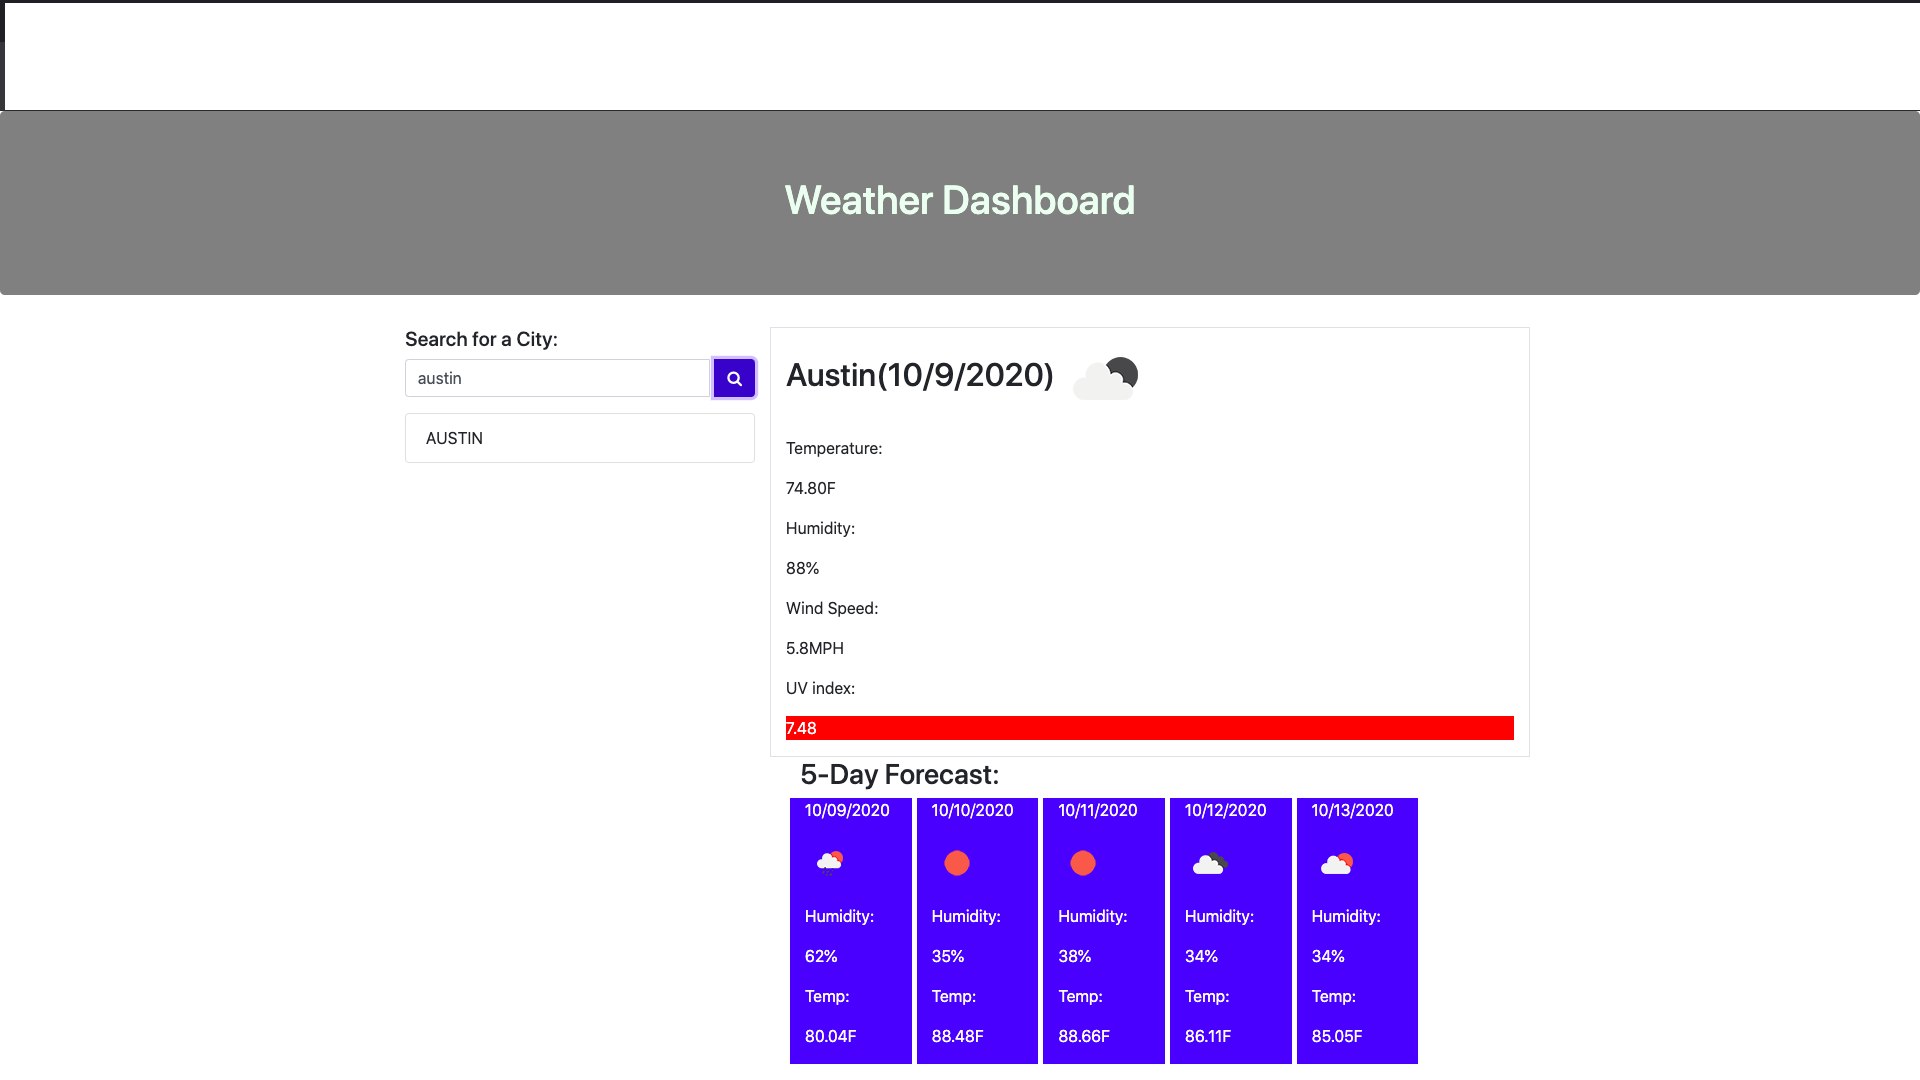 Weather Dashboard
Search for a City:
austin
AUSTIN
Austin(10/9/2020)
Temperature:
74.80F
Humidity:
88%
Wind Speed:
5.8MPH
UV index:
7.48
5-Day Forecast:
10/09/2020
Humidity:
62%
Temp:
80.04F
10/10/2020
Humidity:
35%
Temp:
88.48F
10/11/2020
Humidity:
38%
Temp:
88.66F
10/12/2020
Humidity:
34%
Temp:
86.11F
10/13/2020
Humidity:
34%
Temp:
85.05F